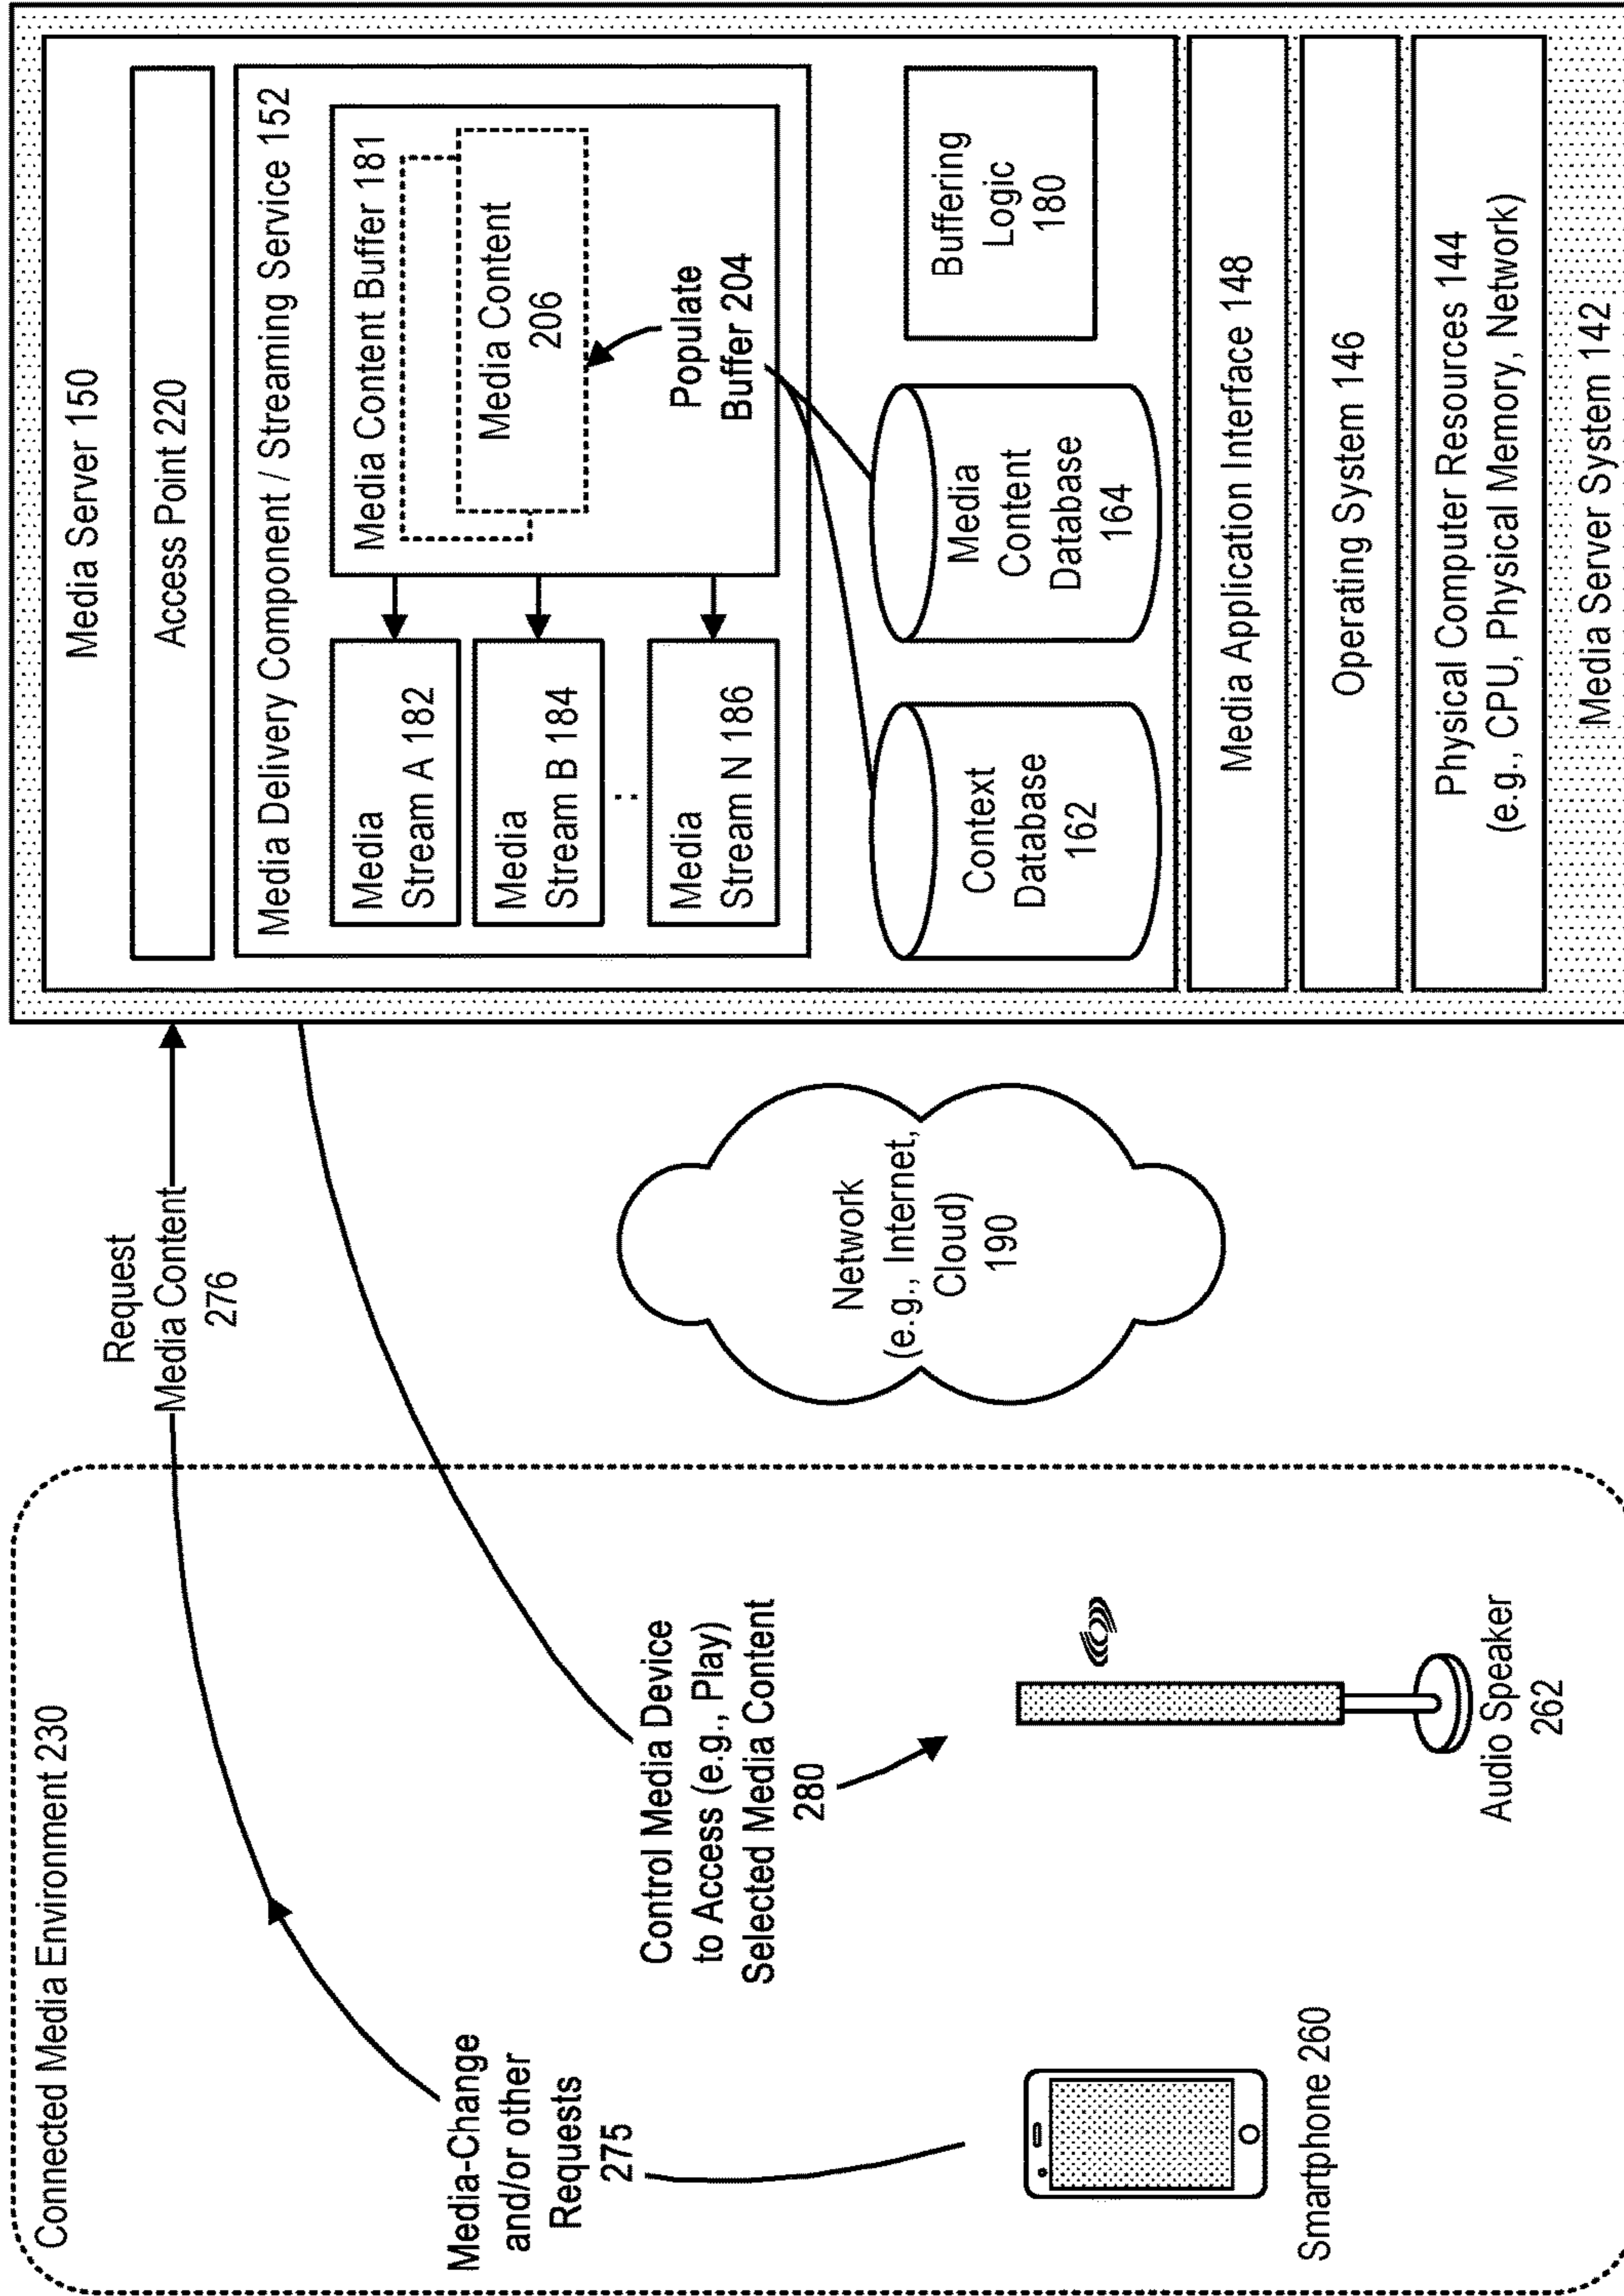 Connected Media Environment 230
Media-Change
and/or other
Requests
275
Smartphone 260
Control Media Device
to Access (e.g., Play)
Selected Media Content
280
Audio Speaker
262
Request
Media Content
276
Network
(e.g., Internet,
Cloud)
190
Media Server 150
Access Point 220
Media Delivery Component / Streaming Service 152
Media
Stream A 182
Media
Stream B 184
:
Media
Stream N 186
Media Content Buffer 181
Media Content
206
Populate
Buffer 204
Context
Database
162
Media
Content
Database
164
Buffering
Logic
180
Media Application Interface 148
Operating System 146
Physical Computer Resources 144
(e.g., CPU, Physical Memory, Network)
Media Server System 142